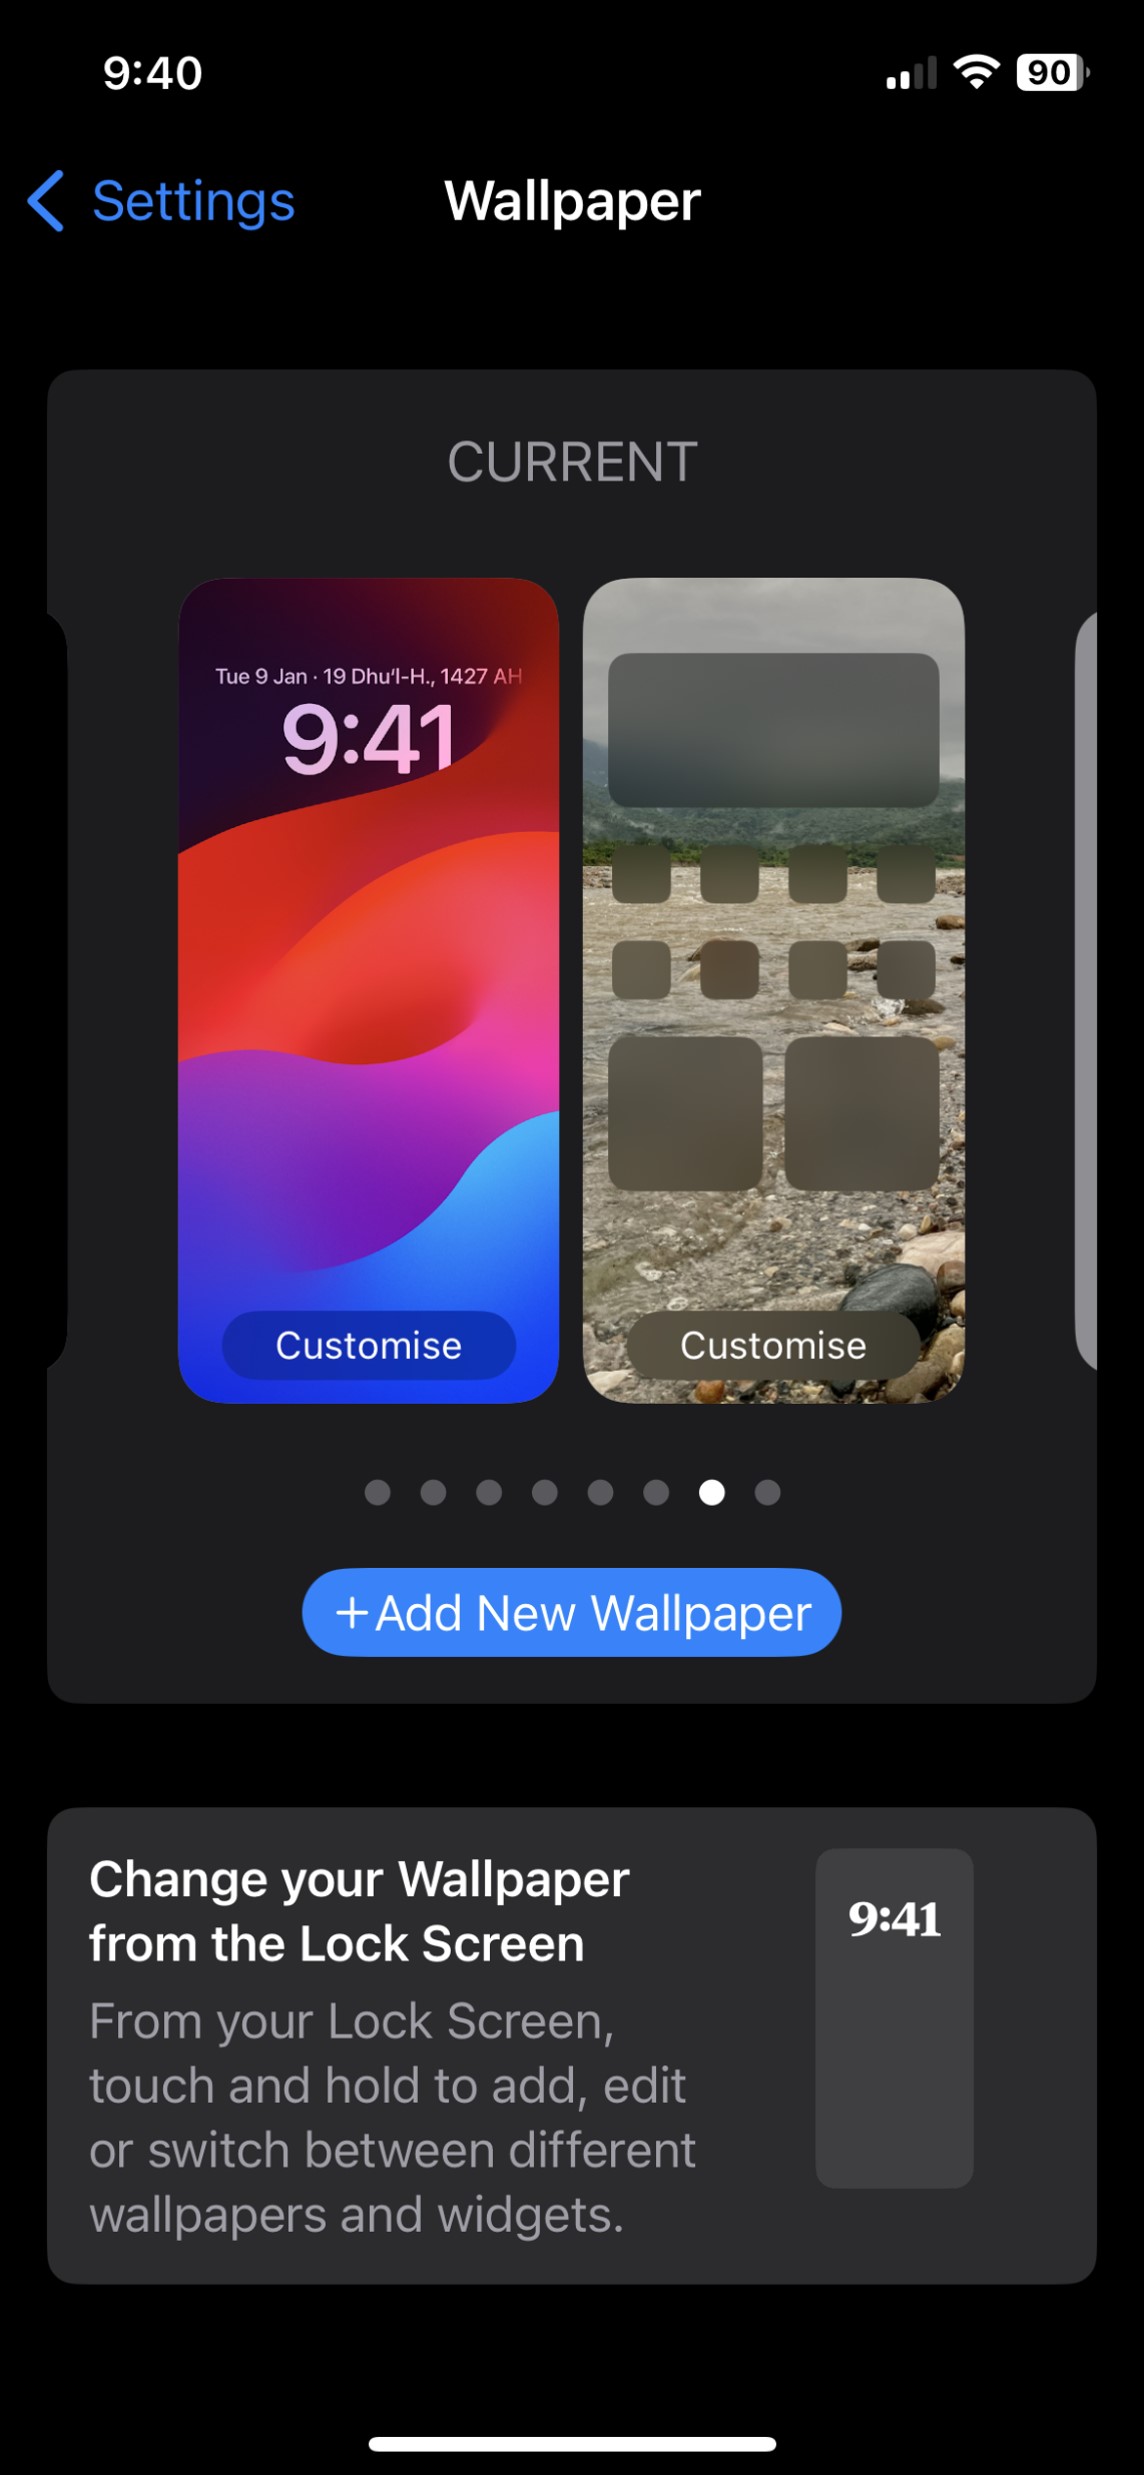 9:40
90
Settings
Wallpaper
CURRENT
Tue 9 Jan · 19 Dhuʻl-H., 1427 AH
9:41
Customise
Customise
+Add New Wallpaper
Change your Wallpaper
from the Lock Screen
From your Lock Screen,
touch and hold to add, edit
or switch between different
wallpapers and widgets.
9:41